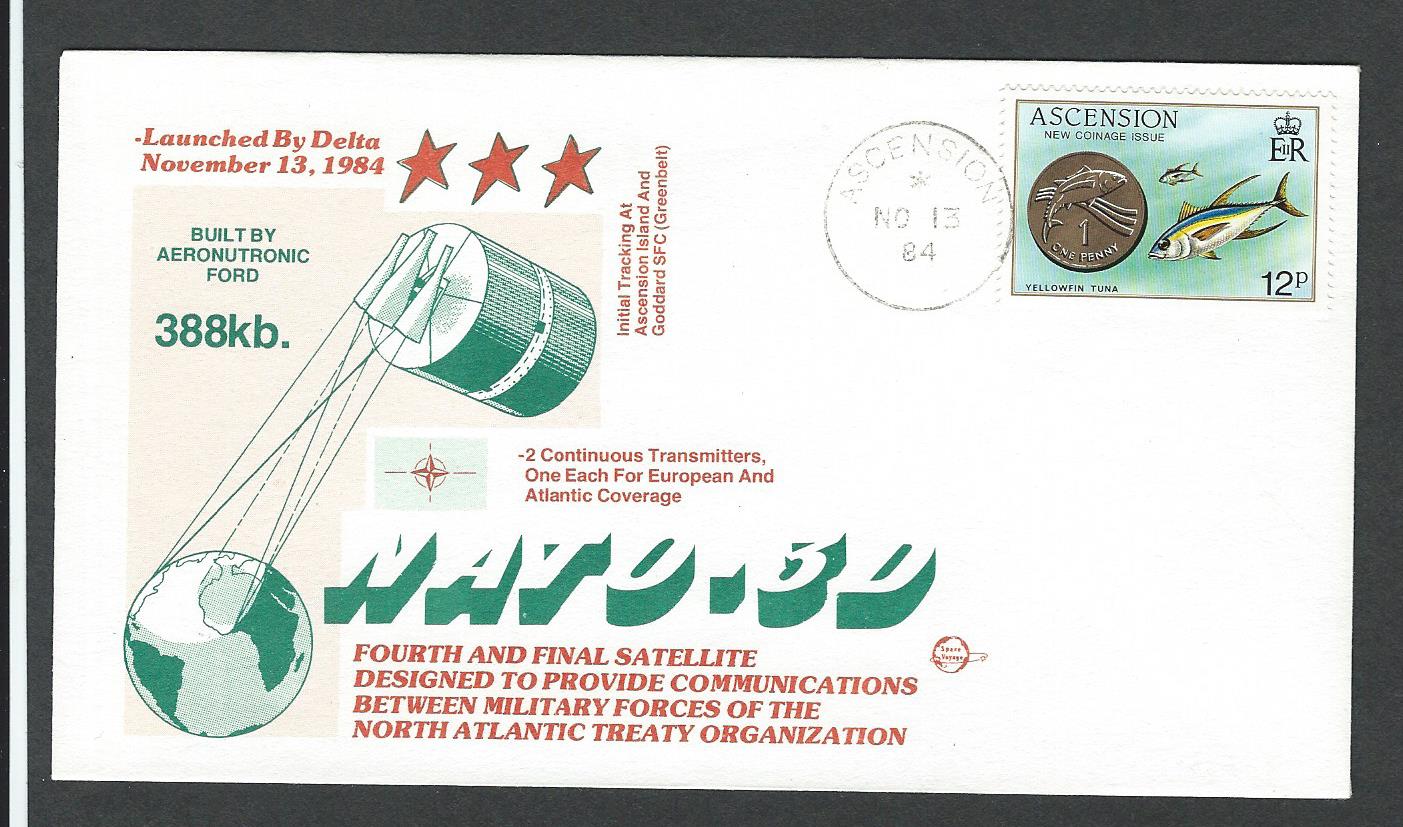 -Launched By Delta
November 13, 1984
BUILT BY
AERONUTRONIC
FORD
388kb.
Initial Tracking At
Ascension Island And
Goddard SFC (Greenbelt)
ASCENSION
NO 13
84
ASCENSION
NEW COINAGE ISSUE
EIIR
1
ONE PENNY
YELLOWFIN TUNA
12p
-2 Continuous Transmitters,
One Each For European And
Atlantic Coverage
NATO-3D
Space
Voyage
FOURTH AND FINAL SATELLITE
DESIGNED TO PROVIDE COMMUNICATIONS
BETWEEN MILITARY FORCES OF THE
NORTH ATLANTIC TREATY ORGANIZATION